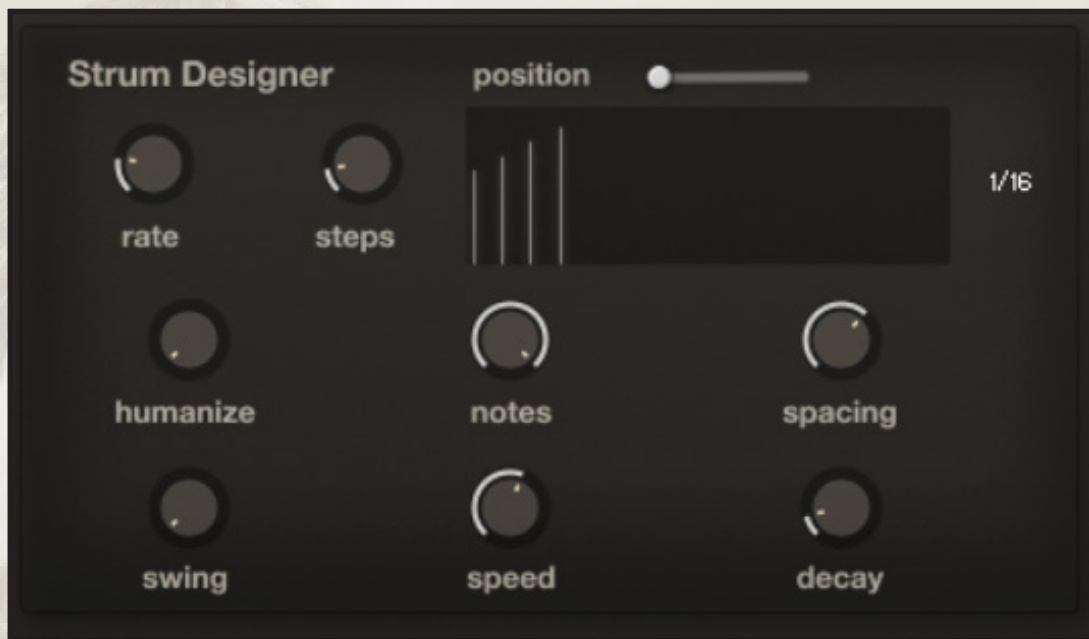 Strum Designer
position
1/16
rate
steps
humanize
notes
spacing
swing
speed
decay